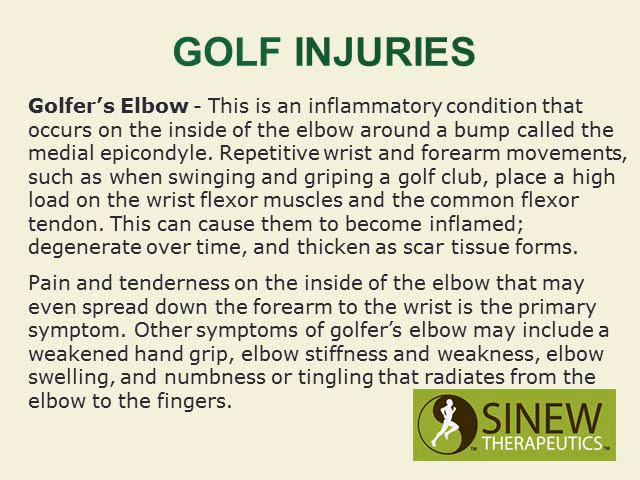 GOLF INJURIES
Golfer’s Elbow - This is an inflammatory condition that
occurs on the inside of the elbow around a bump called the
medial epicondyle. Repetitive wrist and forearm movements,
such as when swinging and griping a golf club, place a high
load on the wrist flexor muscles and the common flexor
tendon. This can cause them to become inflamed;
degenerate over time, and thicken as scar tissue forms.
Pain and tenderness on the inside of the elbow that may
even spread down the forearm to the wrist is the primary
symptom. Other symptoms of golfer’s elbow may include a
weakened hand grip, elbow stiffness and weakness, elbow
swelling, and numbness or tingling that radiates from the
elbow to the fingers.
SINEW
™ THERAPEUTICS™